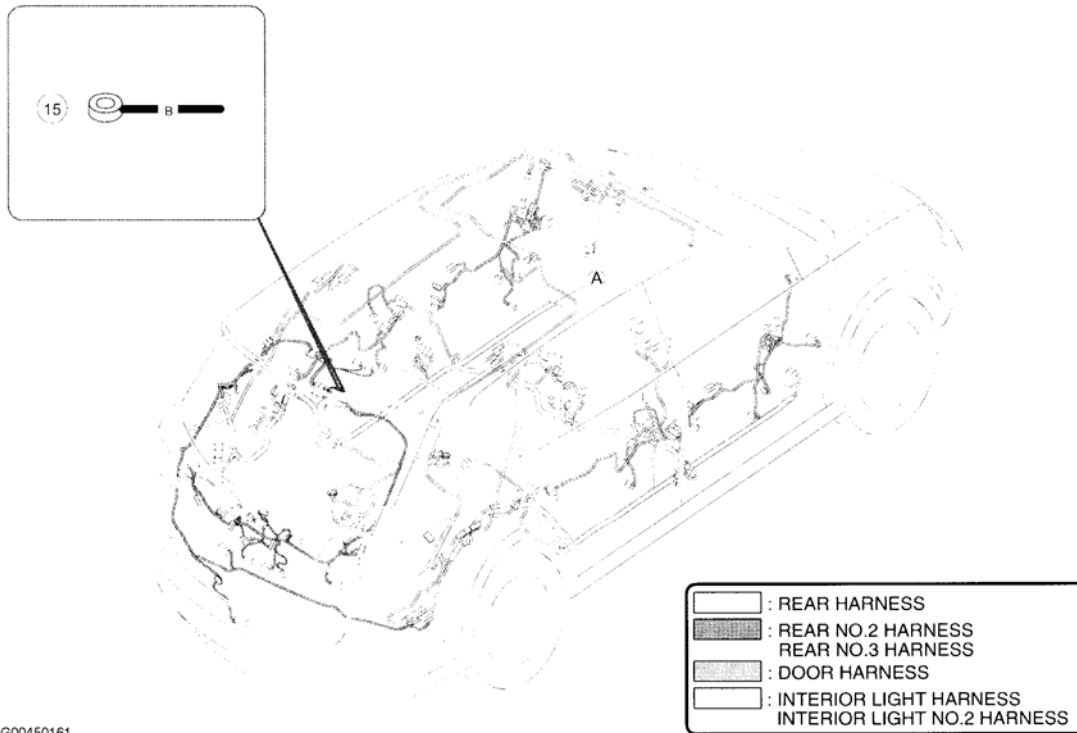 15
B
A
: REAR HARNESS
: REAR NO.2 HARNESS
REAR NO.3 HARNESS
: DOOR HARNESS
: INTERIOR LIGHT HARNESS
INTERIOR LIGHT NO.2 HARNESS
G00450161